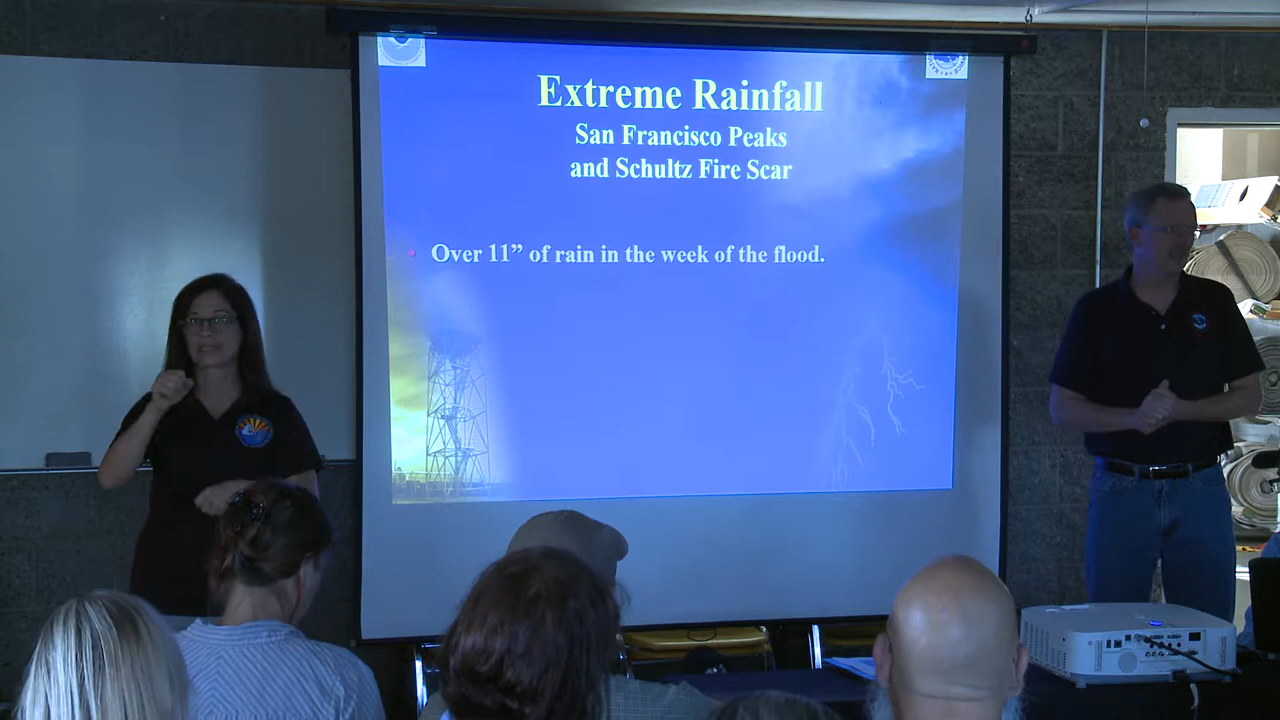 Extreme Rainfall
San Francisco Peaks
and Schultz Fire Scar
Over 11” of rain in the week of the flood.